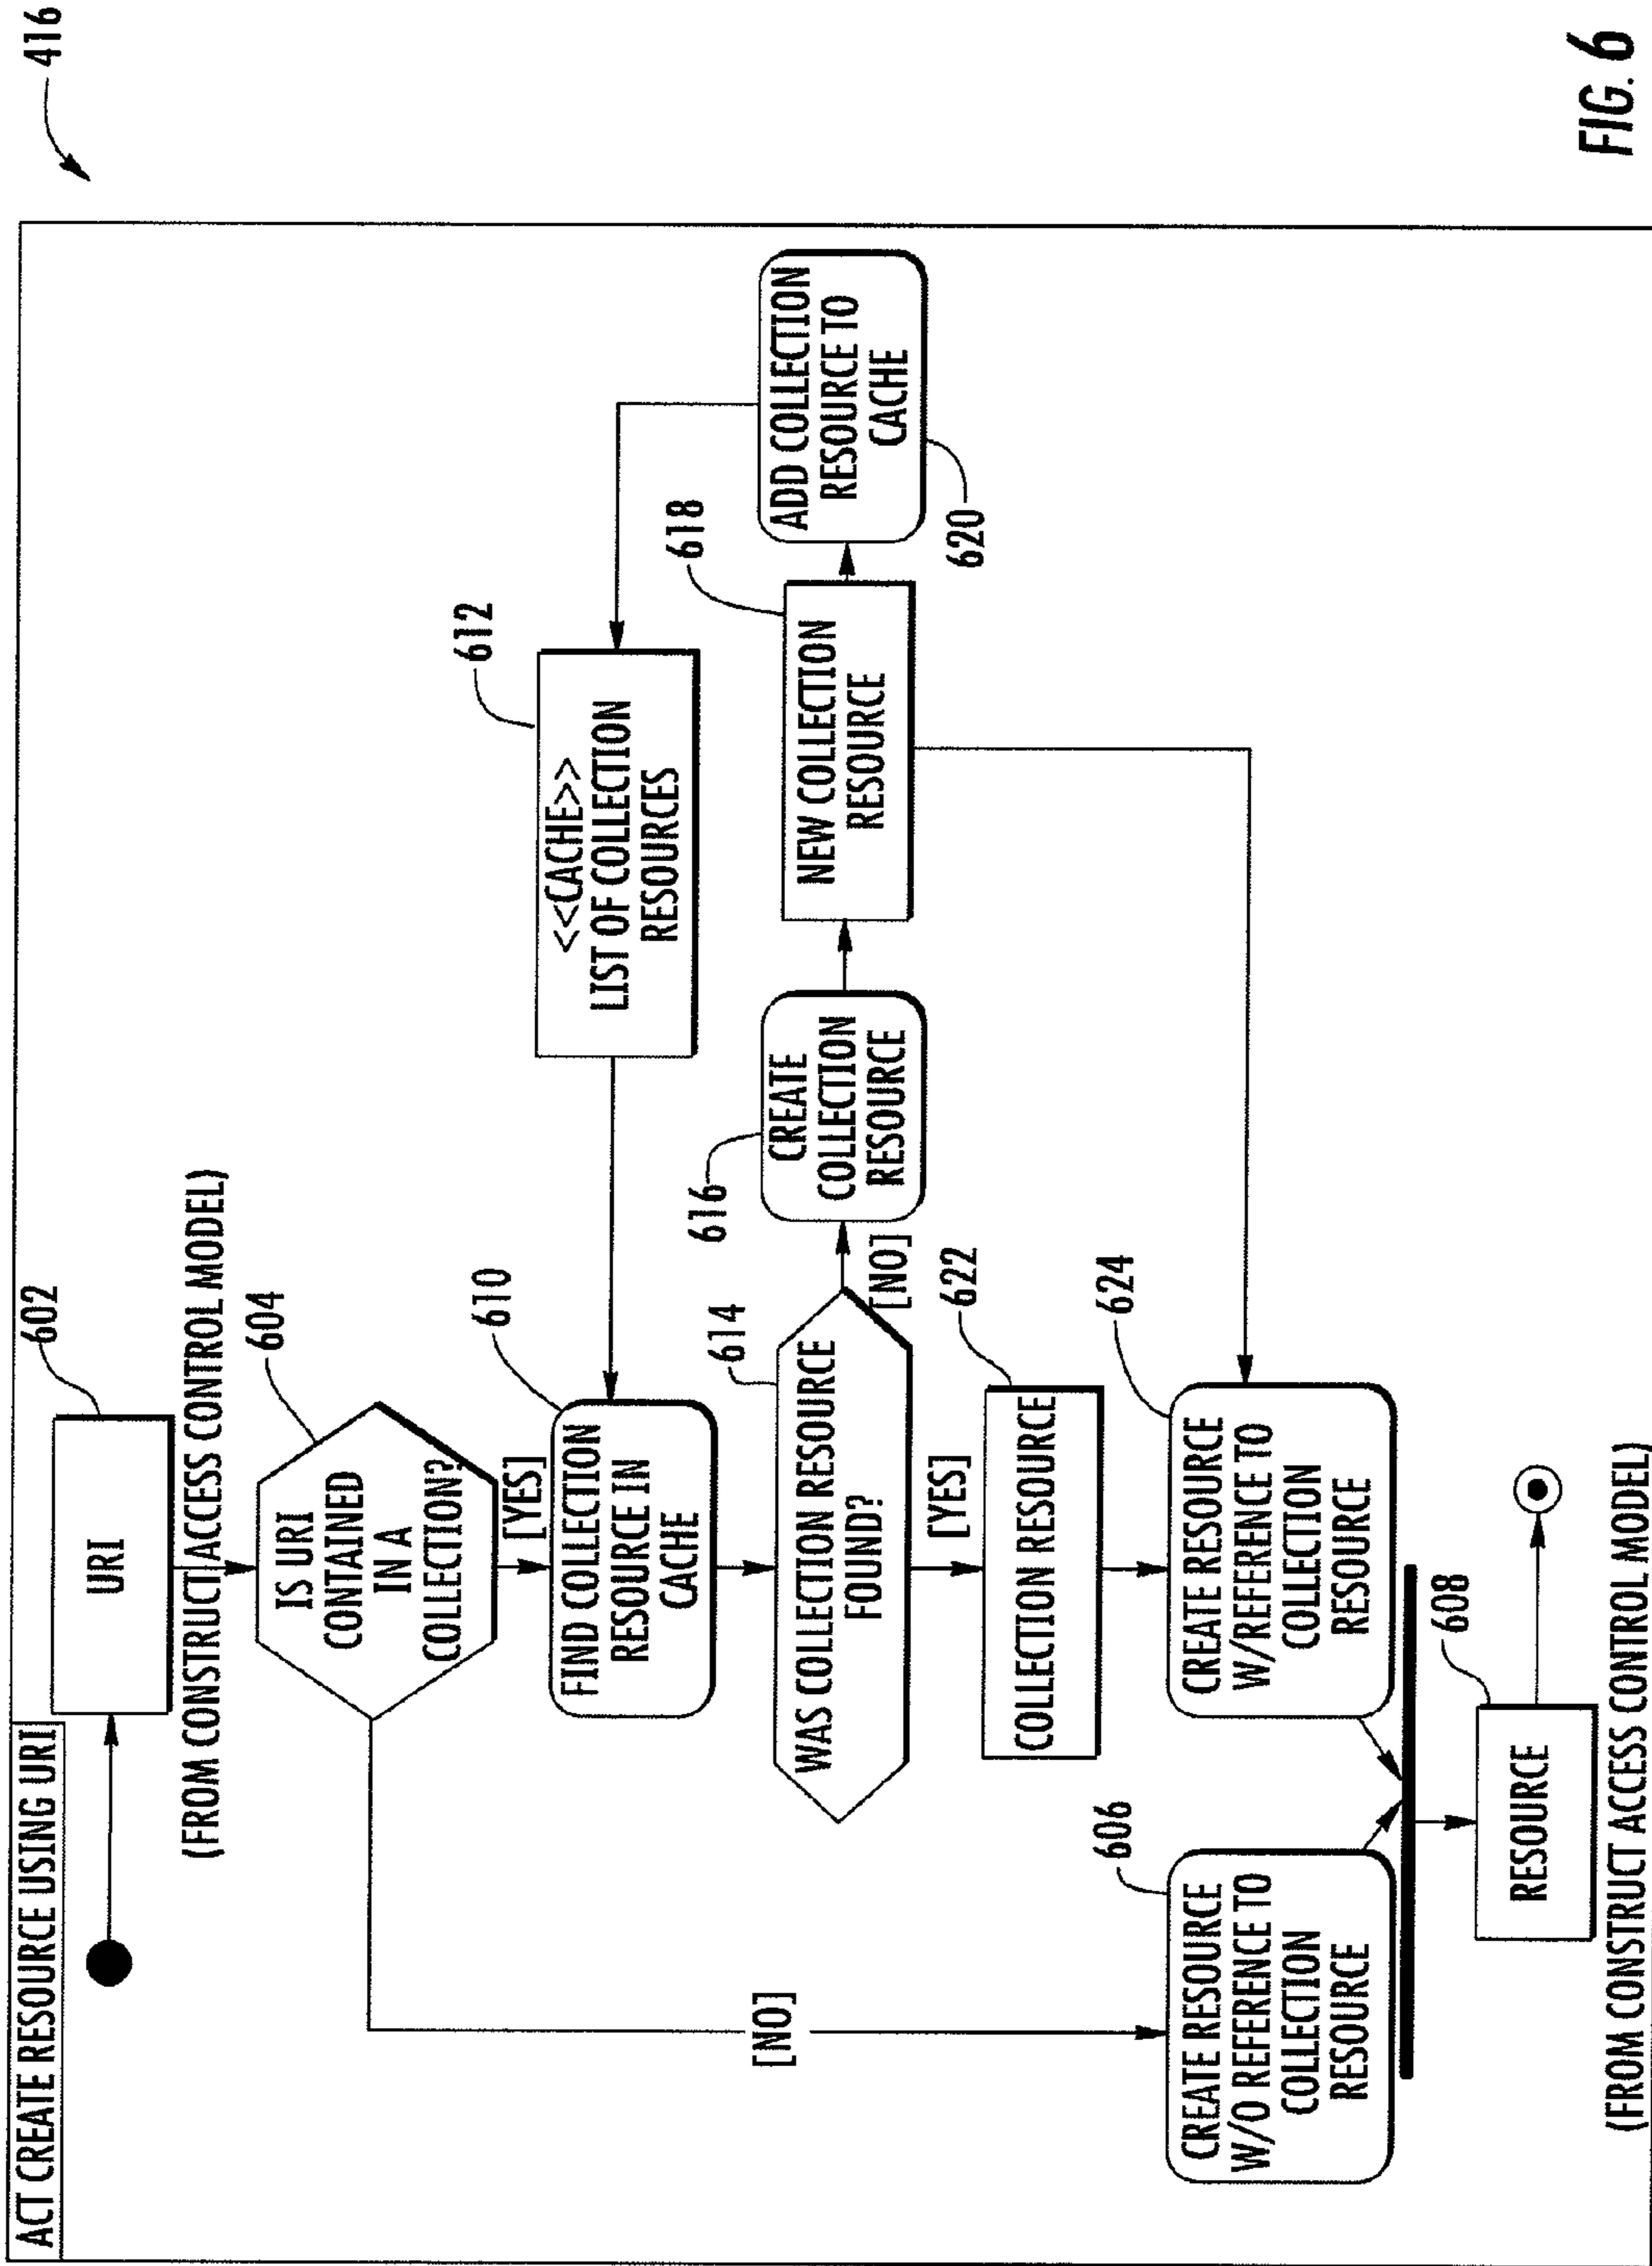 416
ACT CREATE RESOURCE USING URI
602
URI
(FROM CONSTRUCT ACCESS CONTROL MODEL)
604
IS URI
CONTAINED
IN A
COLLECTION?
[YES]
[NO]
610
FIND COLLECTION
RESOURCE IN
CACHE
612
<<CACHE>>
LIST OF COLLECTION
RESOURCES
614
WAS COLLECTION RESOURCE
FOUND?
[NO]
616
CREATE
COLLECTION
RESOURCE
618
NEW COLLECTION
RESOURCE
ADD COLLECTION
RESOURCE TO
CACHE
620
[YES]
622
COLLECTION RESOURCE
606
CREATE RESOURCE
W/O REFERENCE TO
COLLECTION
RESOURCE
624
CREATE RESOURCE
W/REFERENCE TO
COLLECTION
RESOURCE
608
RESOURCE
(FROM CONSTRUCT ACCESS CONTROL MODEL)
FIG. 6